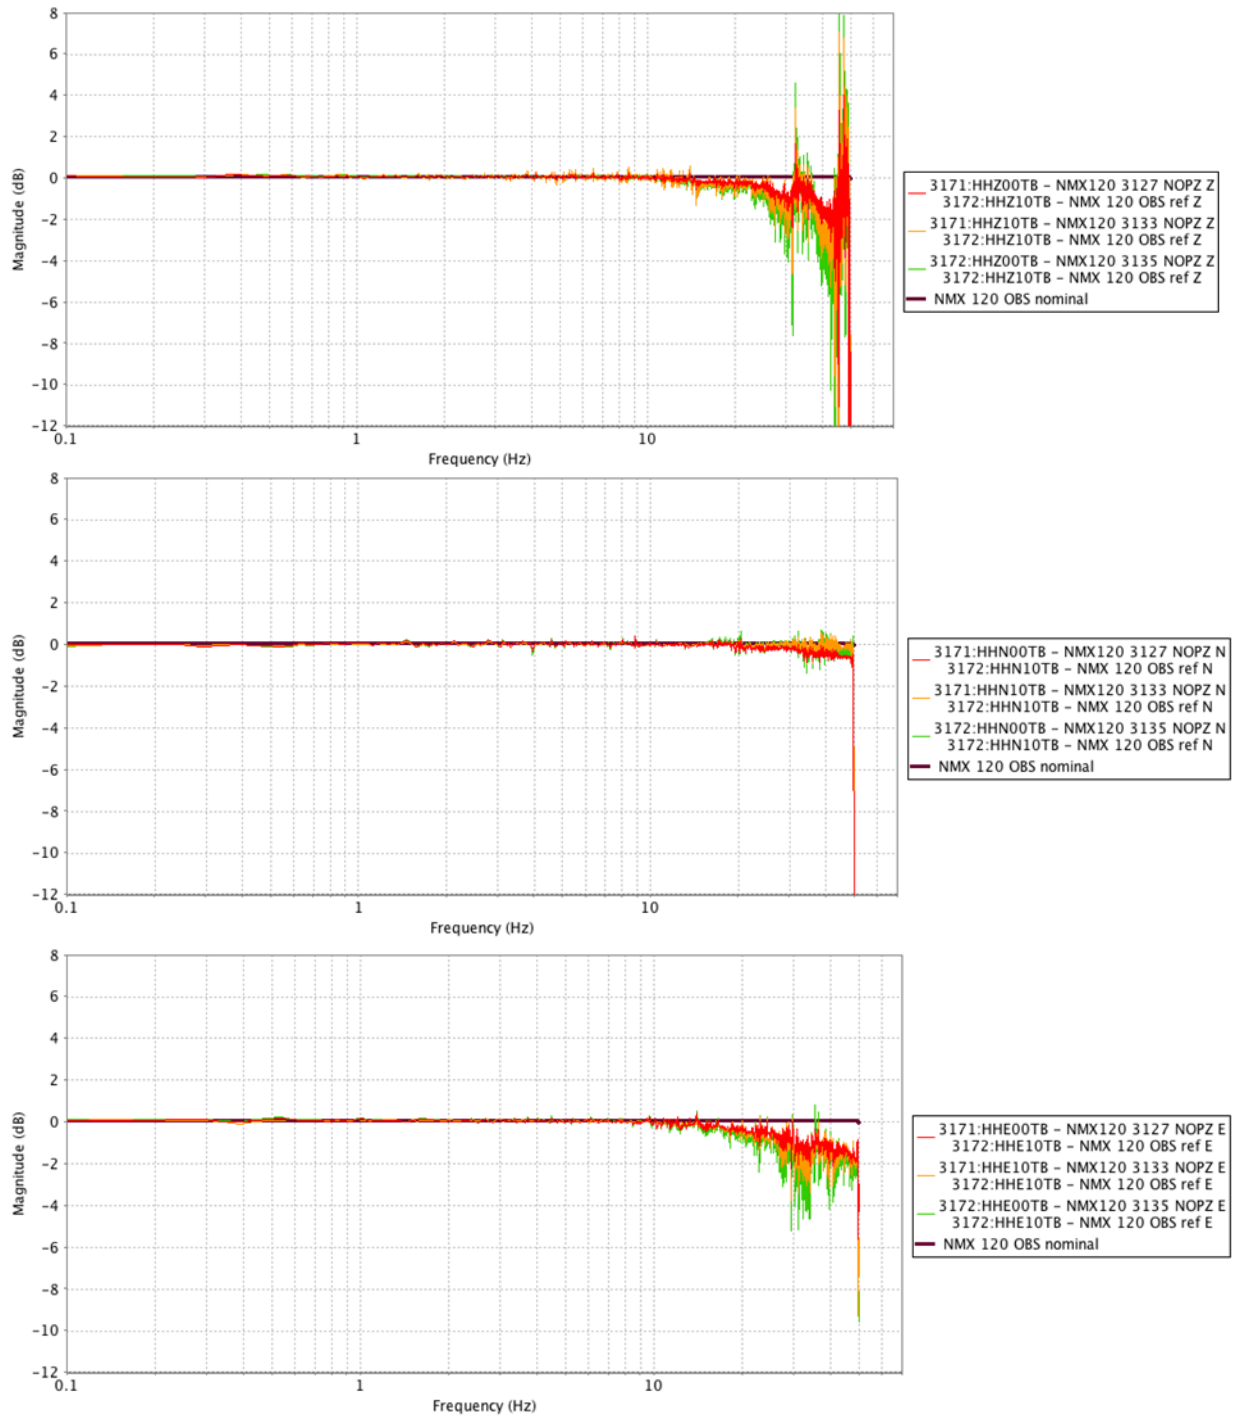 8
6
4
2
0
−2
−4
−6
−8
−10
−12
Magnitude (dB)
0.1
1
10
Frequency (Hz)
3171:HHZ00TB – NMX120 3127 NOPZ Z
3172:HHZ10TB – NMX 120 OBS ref Z
3171:HHZ10TB – NMX120 3133 NOPZ Z
3172:HHZ10TB – NMX 120 OBS ref Z
3172:HHZ00TB – NMX120 3135 NOPZ Z
3172:HHZ10TB – NMX 120 OBS ref Z
NMX 120 OBS nominal
8
6
4
2
0
−2
−4
−6
−8
−10
−12
Magnitude (dB)
0.1
1
10
Frequency (Hz)
3171:HHN00TB – NMX120 3127 NOPZ N
3172:HHN10TB – NMX 120 OBS ref N
3171:HHN10TB – NMX120 3133 NOPZ N
3172:HHN10TB – NMX 120 OBS ref N
3172:HHN00TB – NMX120 3135 NOPZ N
3172:HHN10TB – NMX 120 OBS ref N
NMX 120 OBS nominal
8
6
4
2
0
−2
−4
−6
−8
−10
−12
Magnitude (dB)
0.1
1
10
Frequency (Hz)
3171:HHE00TB – NMX120 3127 NOPZ E
3172:HHE10TB – NMX 120 OBS ref E
3171:HHE10TB – NMX120 3133 NOPZ E
3172:HHE10TB – NMX 120 OBS ref E
3172:HHE00TB – NMX120 3135 NOPZ E
3172:HHE10TB – NMX 120 OBS ref E
NMX 120 OBS nominal